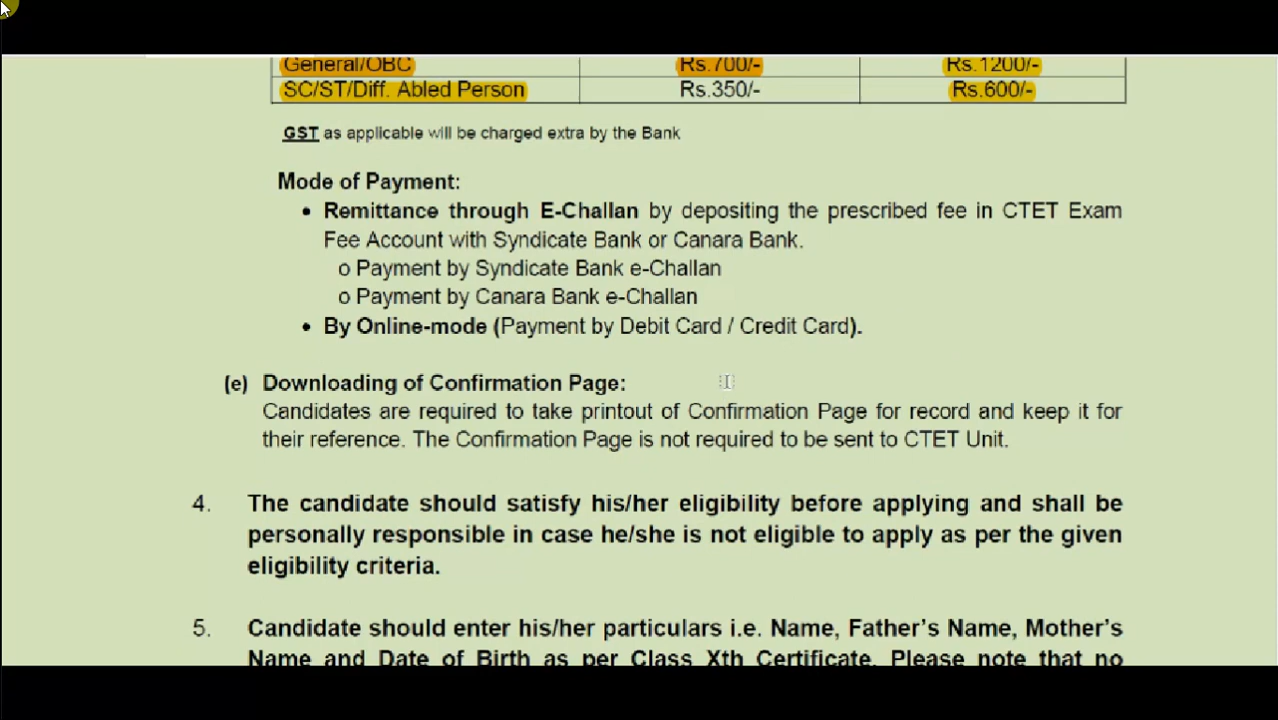 General/OBC Rs.700/- Rs.1200/-
SC/ST/Diff. Abled Person Rs.350/- Rs.600/-
GST as applicable will be charged extra by the Bank
Mode of Payment:
• Remittance through E-Challan by depositing the prescribed fee in CTET Exam
Fee Account with Syndicate Bank or Canara Bank.
o Payment by Syndicate Bank e-Challan
o Payment by Canara Bank e-Challan
• By Online-mode (Payment by Debit Card / Credit Card).
(e) Downloading of Confirmation Page:
Candidates are required to take printout of Confirmation Page for record and keep it for
their reference. The Confirmation Page is not required to be sent to CTET Unit.
4. The candidate should satisfy his/her eligibility before applying and shall be
personally responsible in case he/she is not eligible to apply as per the given
eligibility criteria.
5. Candidate should enter his/her particulars i.e. Name, Father's Name, Mother's
Name and Date of Birth as per Class Xth Certificate. Please note that no